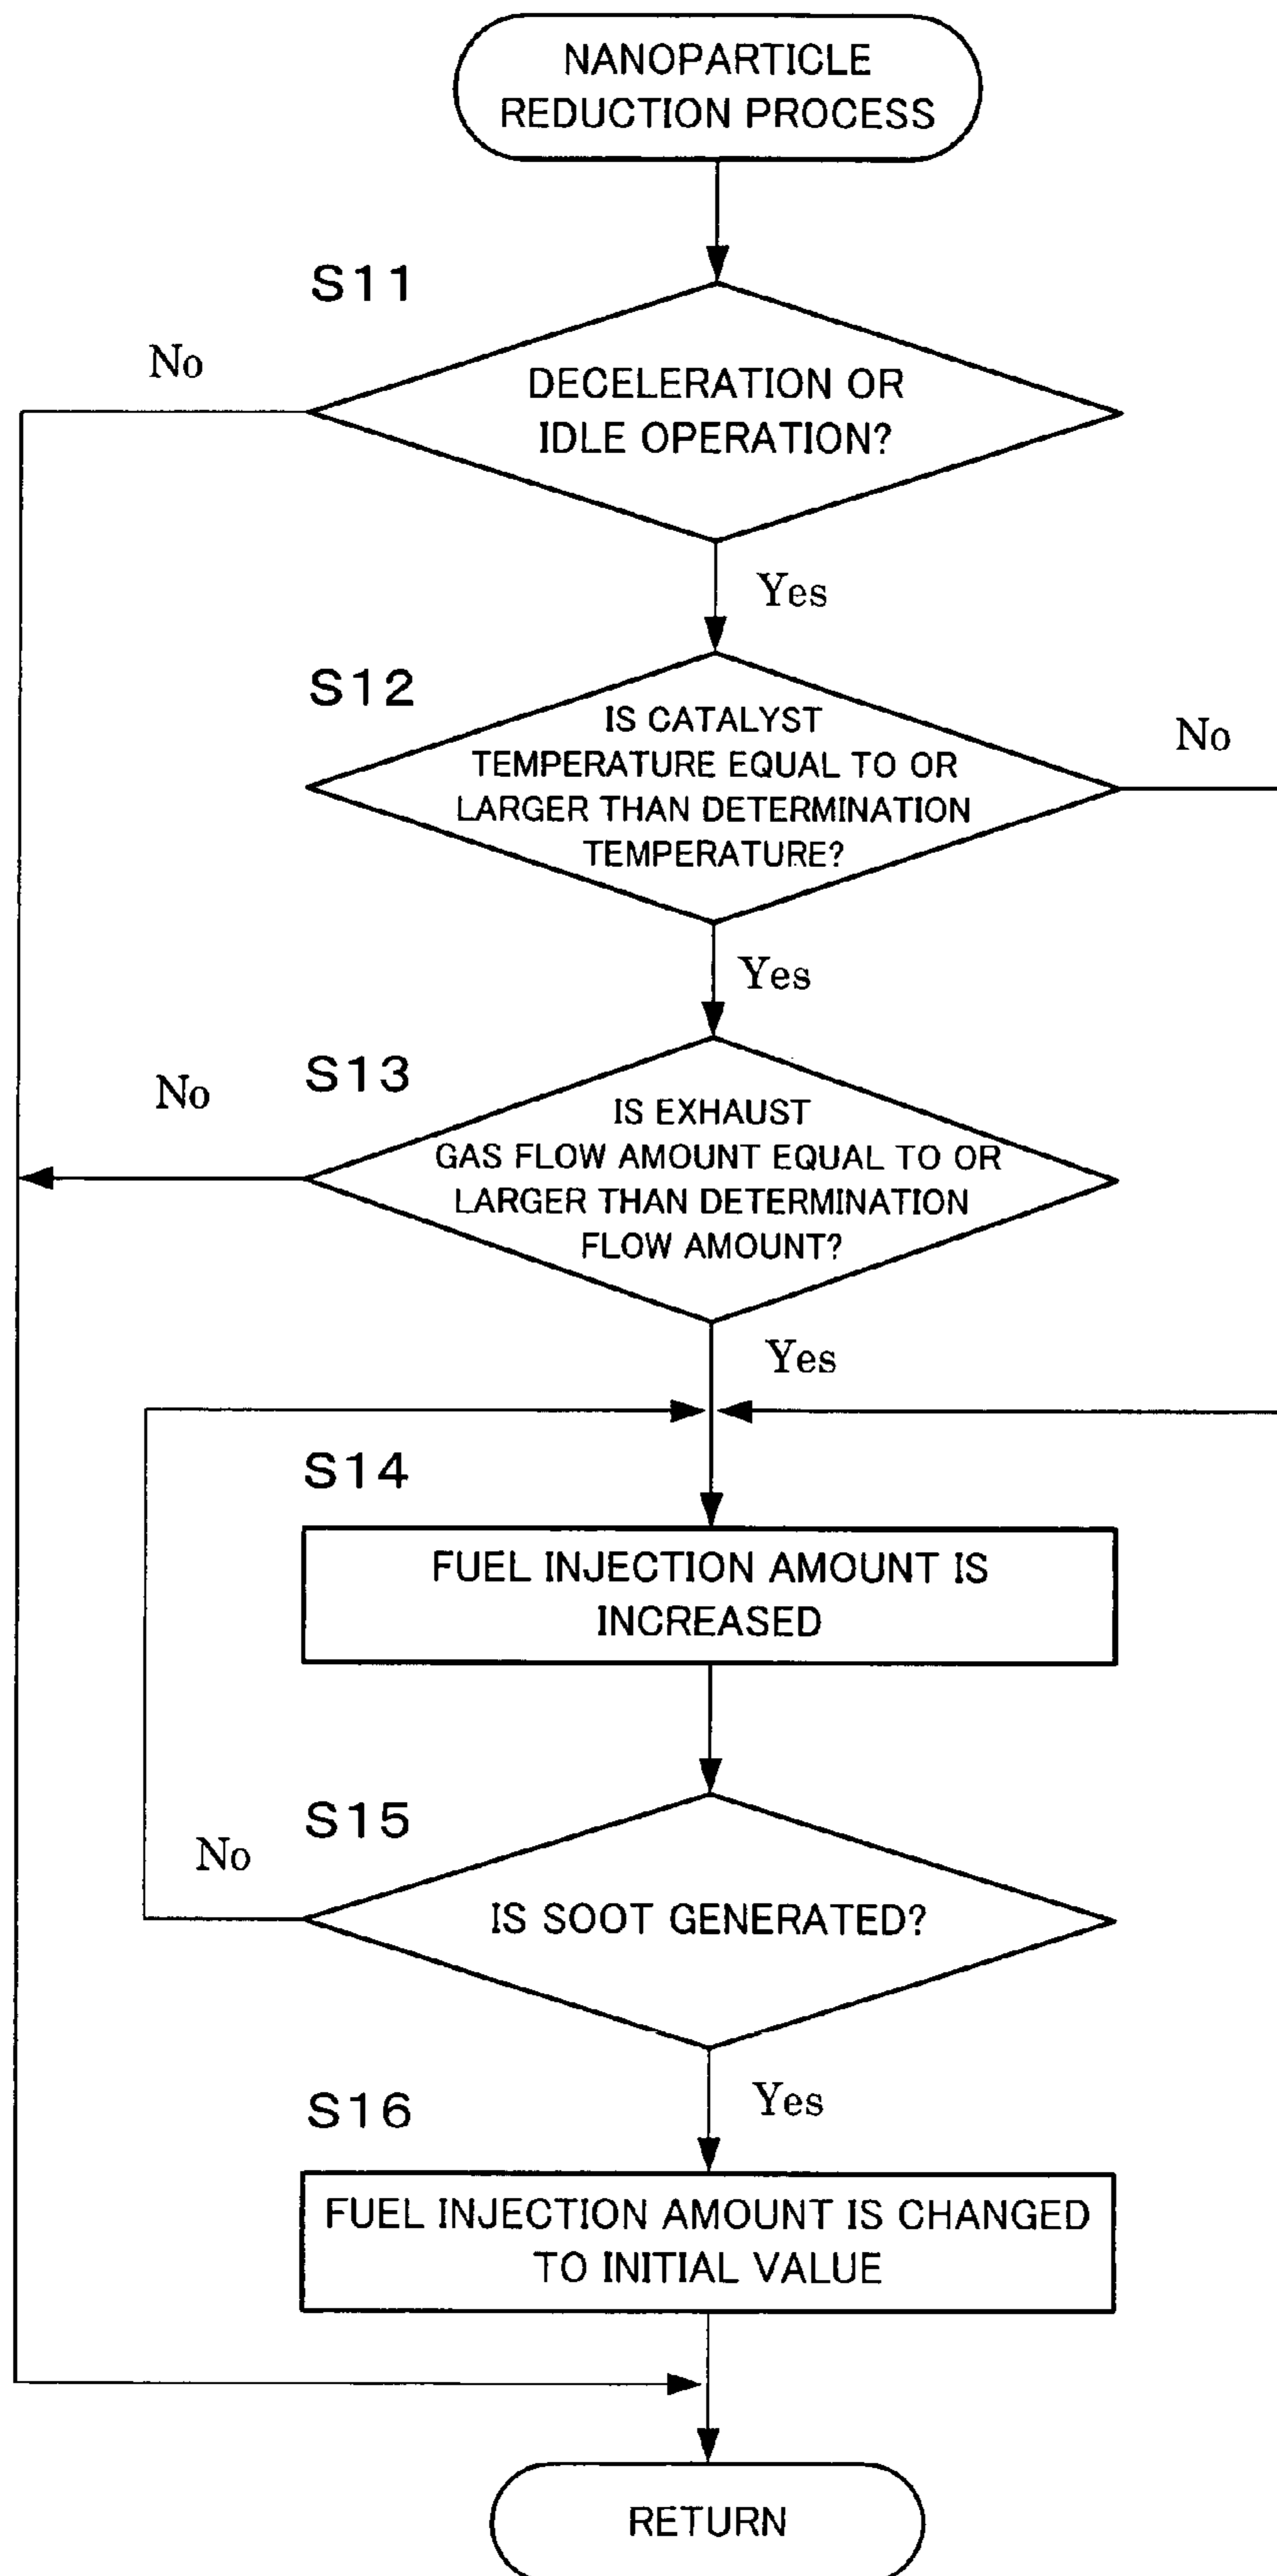 NANOPARTICLE
REDUCTION PROCESS
S11
No
DECELERATION OR
IDLE OPERATION?
Yes
S12
IS CATALYST
TEMPERATURE EQUAL TO OR
LARGER THAN DETERMINATION
TEMPERATURE?
No
Yes
S13
No
IS EXHAUST
GAS FLOW AMOUNT EQUAL TO OR
LARGER THAN DETERMINATION
FLOW AMOUNT?
Yes
S14
FUEL INJECTION AMOUNT IS
INCREASED
S15
No
IS SOOT GENERATED?
Yes
S16
FUEL INJECTION AMOUNT IS CHANGED
TO INITIAL VALUE
RETURN